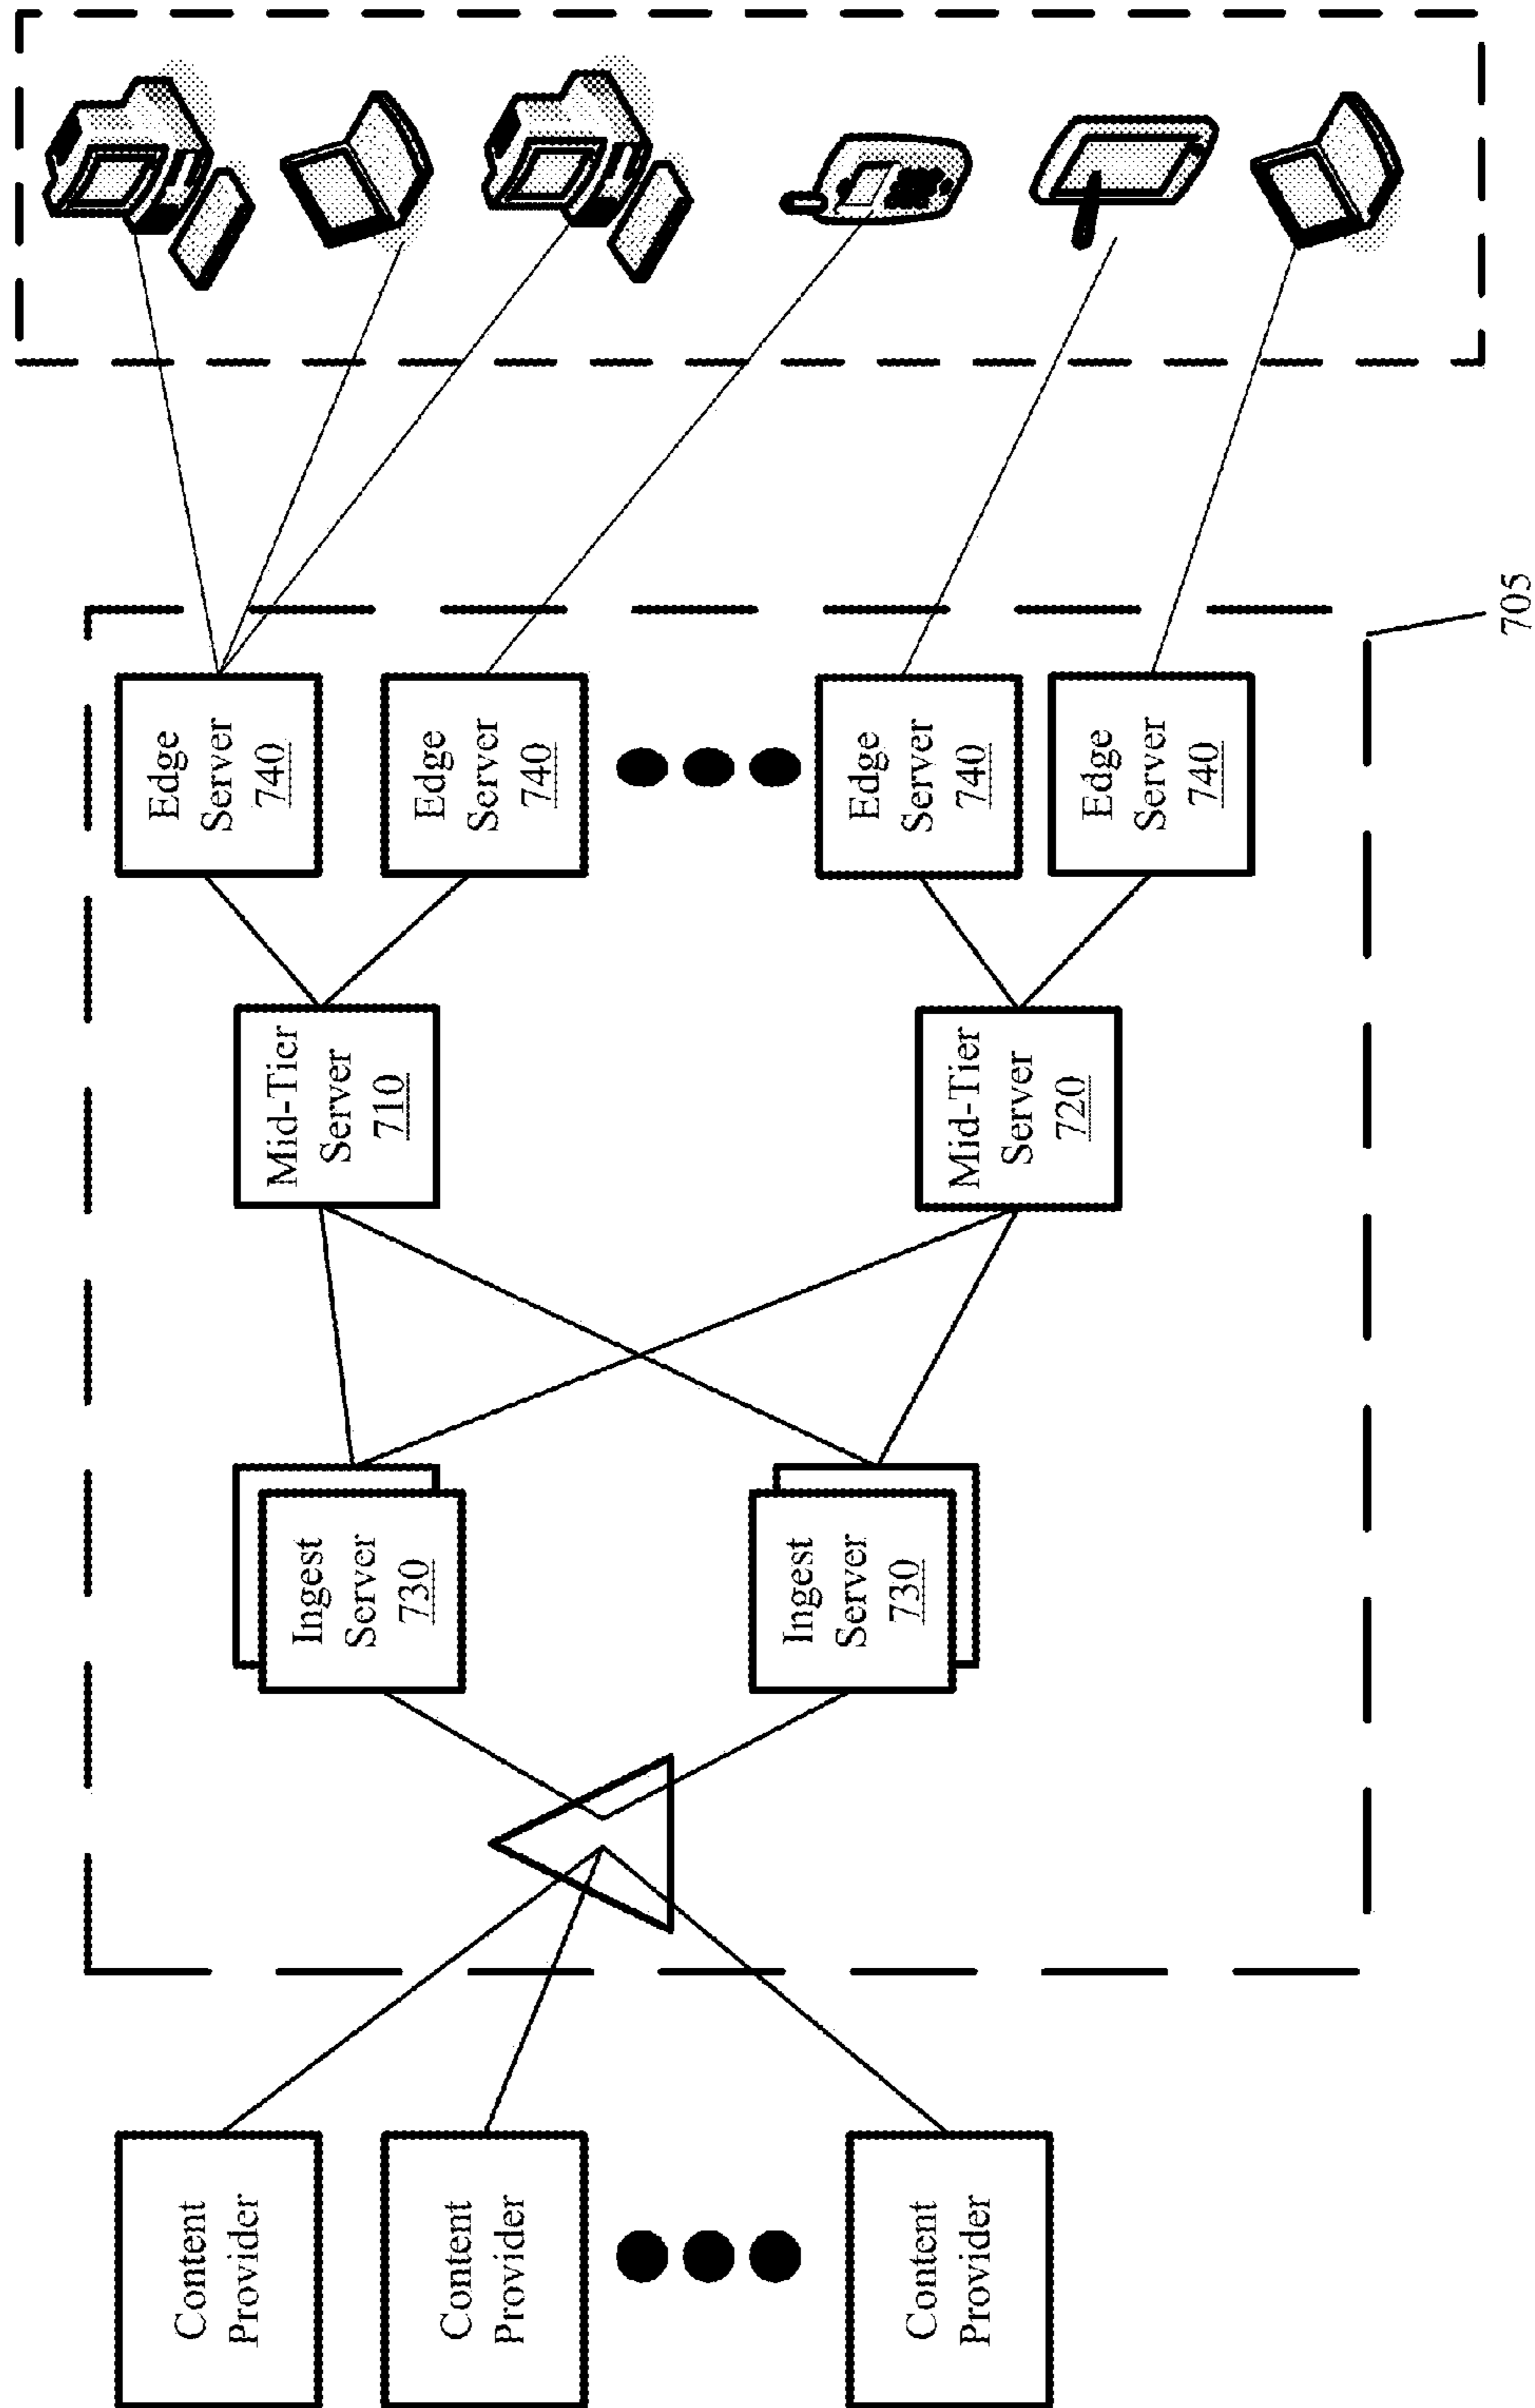 Content
Provider
Content
Provider
Content
Provider
Ingest
Server
730
Ingest
Server
730
Mid-Tier
Server
710
Mid-Tier
Server
720
Edge
Server
740
Edge
Server
740
Edge
Server
740
Edge
Server
740
705